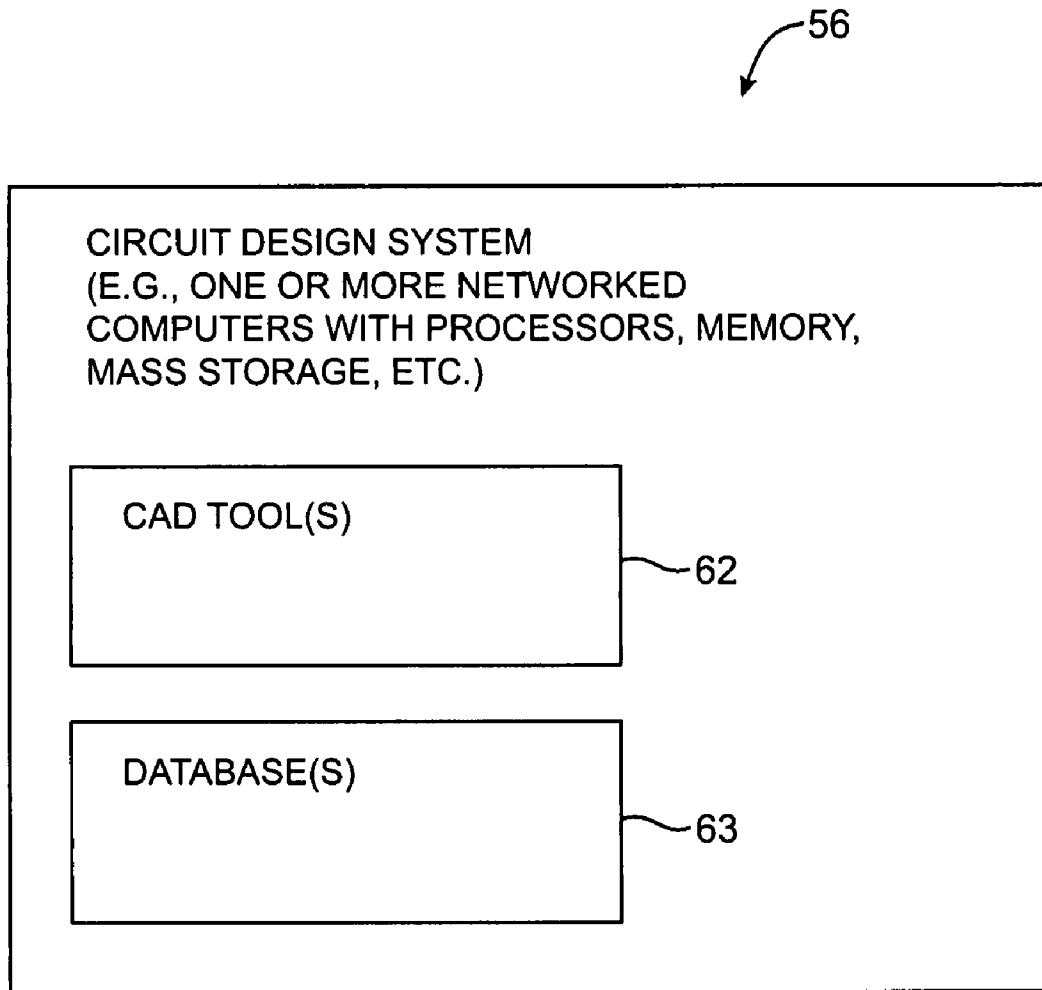 56
CIRCUIT DESIGN SYSTEM
(E.G., ONE OR MORE NETWORKED
COMPUTERS WITH PROCESSORS, MEMORY,
MASS STORAGE, ETC.)
CAD TOOL(S)
62
DATABASE(S)
63